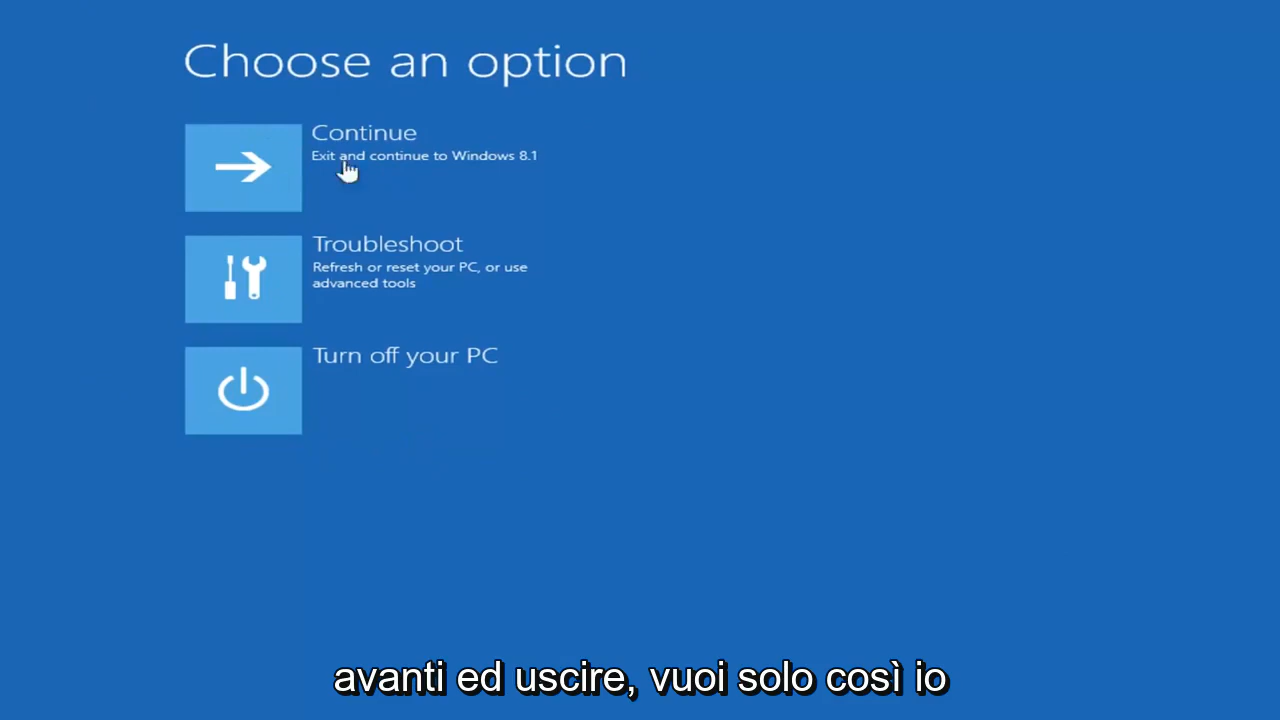 Choose an option
Continue
Exit and continue to Windows 8.1
Troubleshoot
Refresh or reset your PC, or use
advanced tools
Turn off your PC
avanti ed uscire, vuoi solo così io